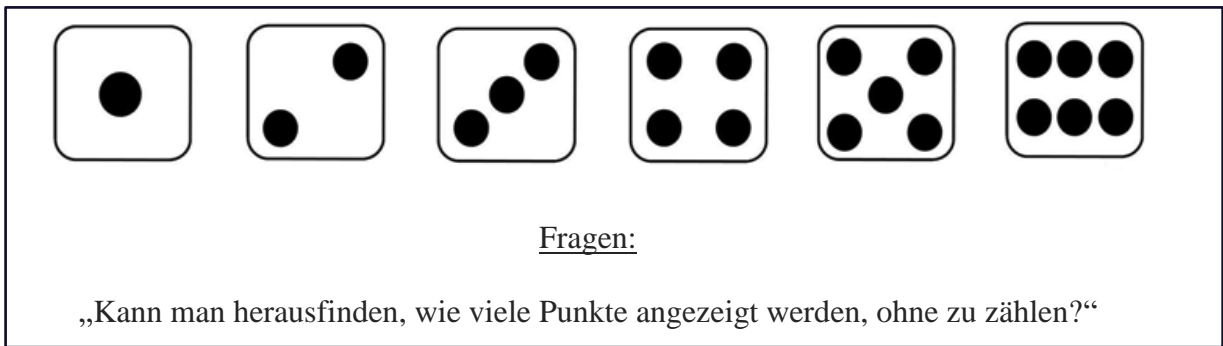 Fragen:
„Kann man herausfinden, wie viele Punkte angezeigt werden, ohne zu zählen?“